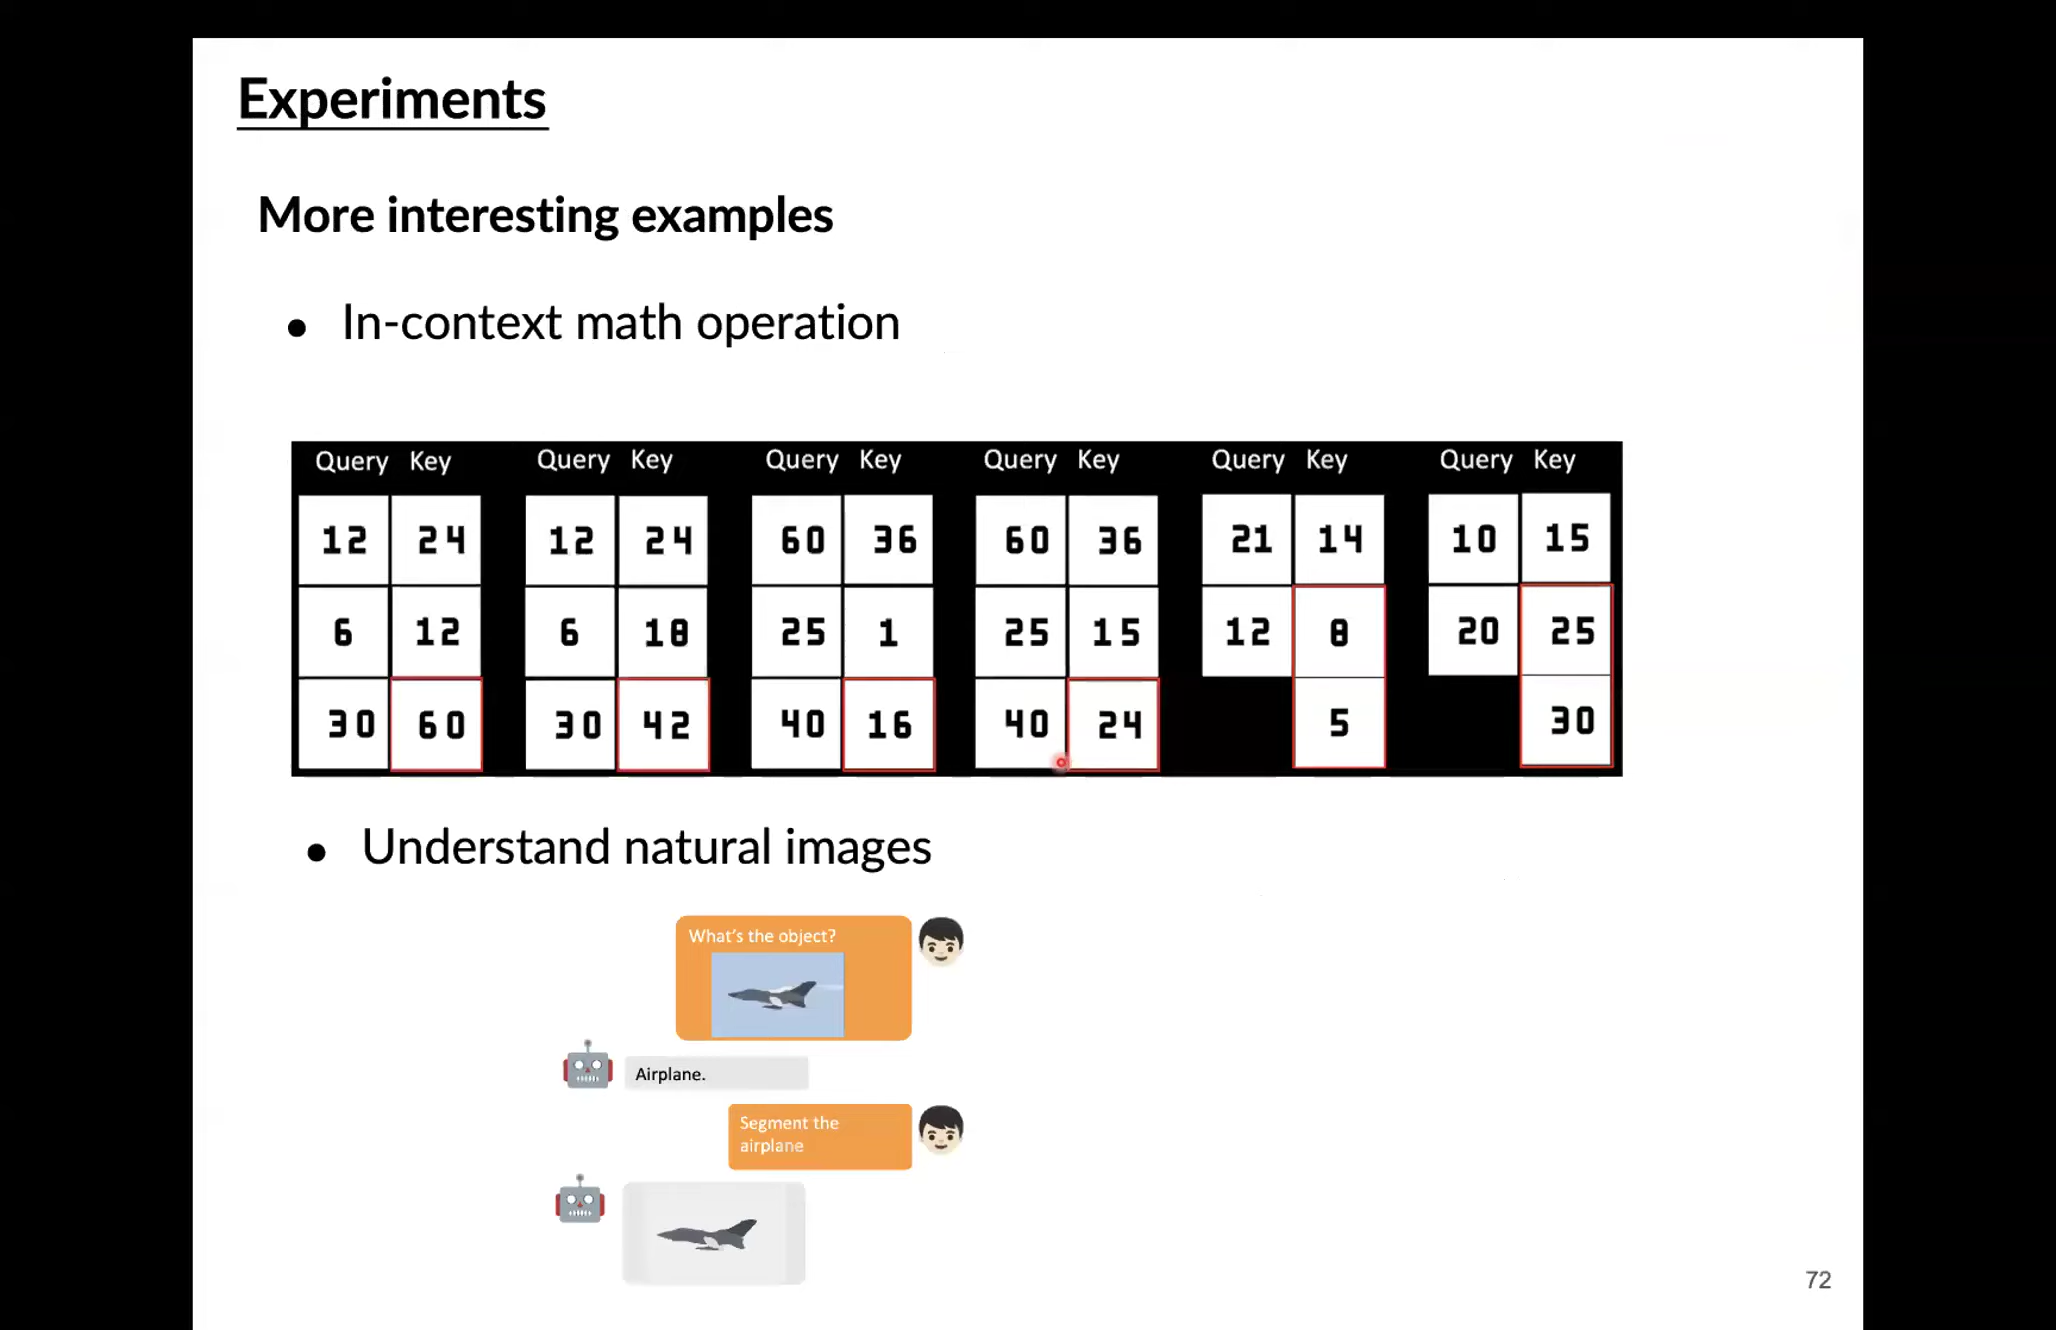 Experiments
More interesting examples
● In-context math operation
Query Key Query Key Query Key Query Key Query Key Query Key
12 24 12 24 60 36 60 36 21 14 10 15
6 12 6 18 25 1 25 15 12 8 20 25
30 60 30 42 40 16 40 24 5 30
● Understand natural images
What's the object?
Airplane.
Segment the
airplane
72